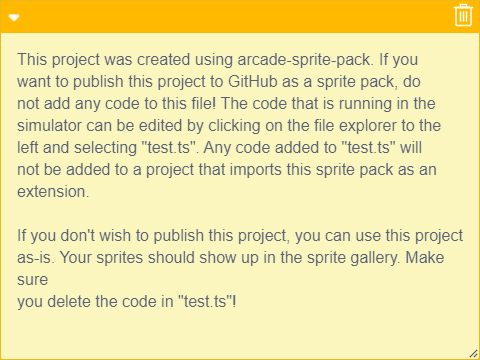 This project was created using arcade-sprite-pack. If you
want to publish this project to GitHub as a sprite pack, do
not add any code to this file! The code that is running in the
simulator can be edited by clicking on the file explorer to the
left and selecting "test.ts". Any code added to "test.ts" will
not be added to a project that imports this sprite pack as an
extension.
If you don't wish to publish this project, you can use this project
as-is. Your sprites should show up in the sprite gallery. Make
sure
you delete the code in "test.ts"!